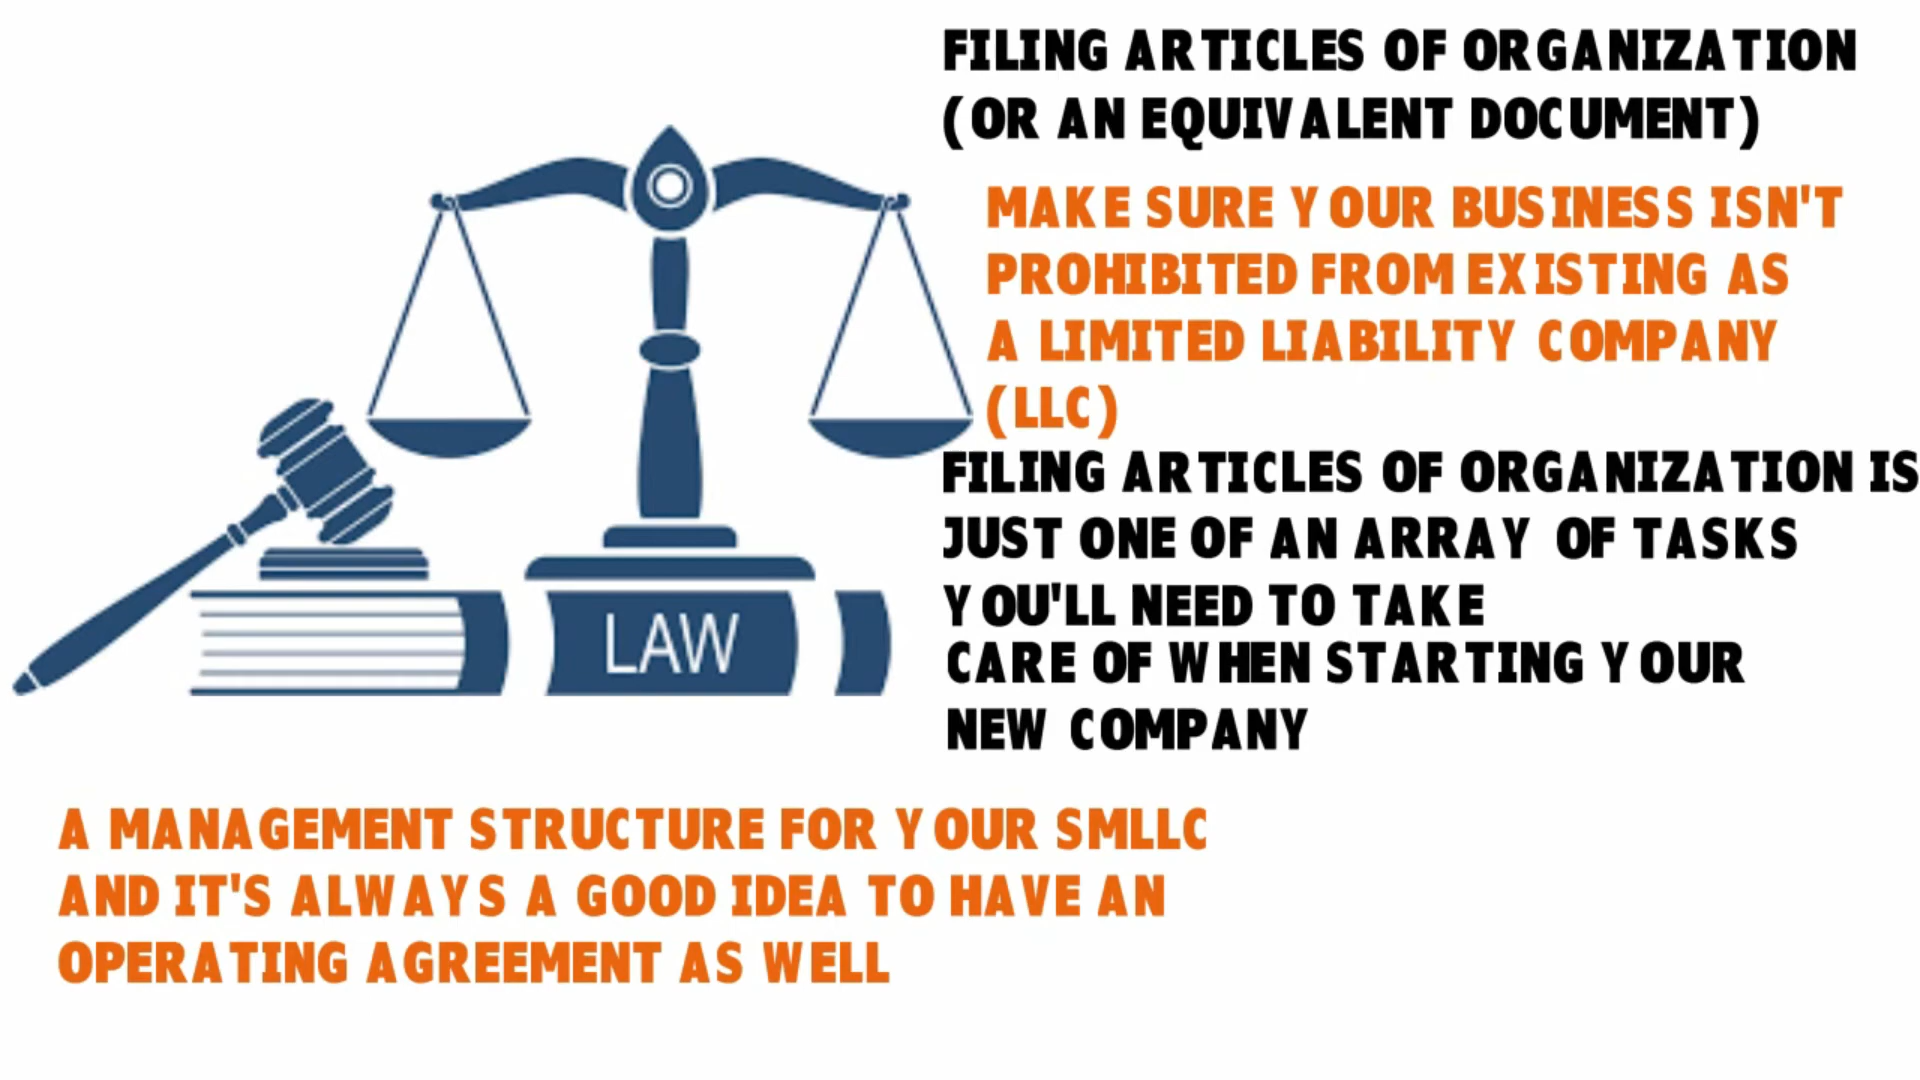 FILING ARTICLES OF ORGANIZATION
(OR AN EQUIVALENT DOCUMENT)
MAKE SURE YOUR BUSINESS ISN'T
PROHIBITED FROM EXISTING AS
A LIMITED LIABILITY COMPANY
(LLC)
FILING ARTICLES OF ORGANIZATION IS
JUST ONE OF AN ARRAY OF TASKS
YOU'LL NEED TO TAKE
CARE OF WHEN STARTING YOUR
NEW COMPANY
LAW
A MANAGEMENT STRUCTURE FOR YOUR SMLLC
AND IT'S ALWAYS A GOOD IDEA TO HAVE AN
OPERATING AGREEMENT AS WELL